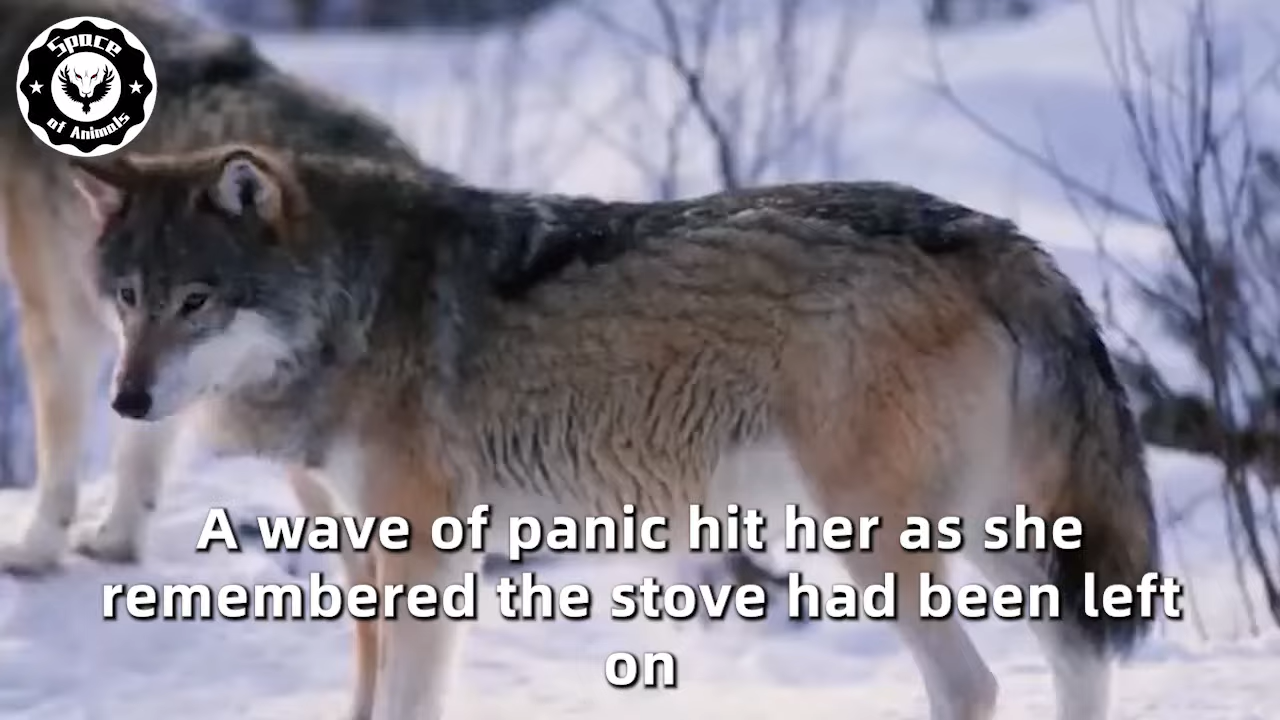 Space
of Animals
A wave of panic hit her as she
remembered the stove had been left
on